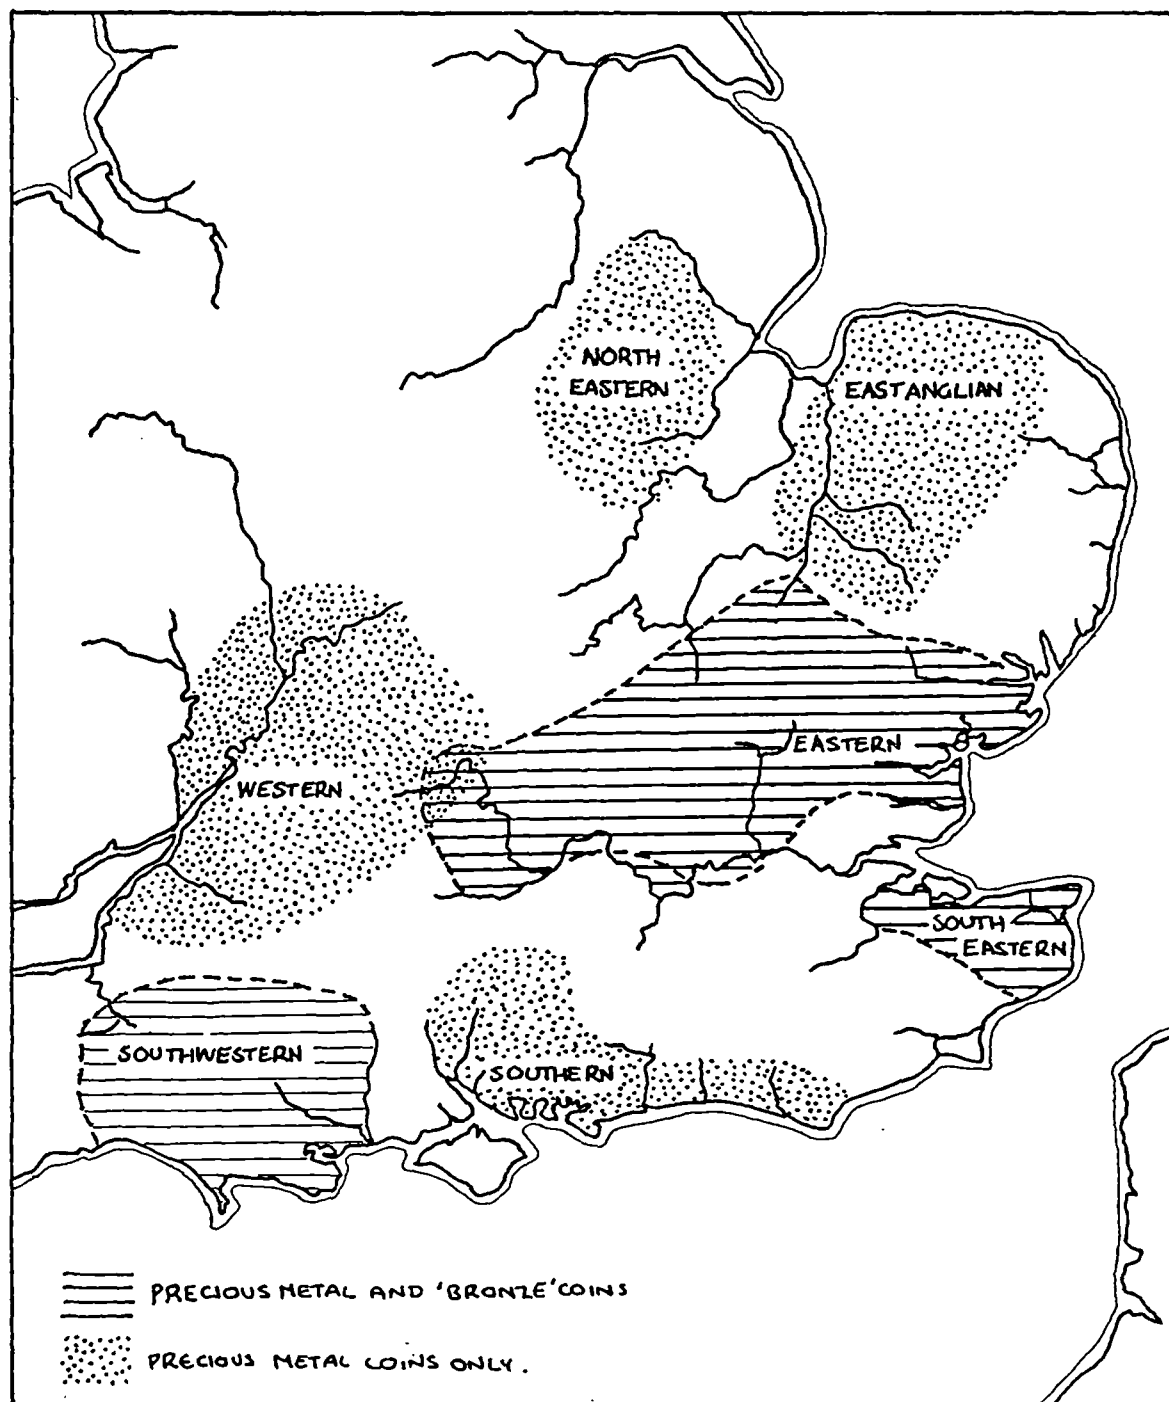 NORTH
EASTERN
EASTANGLIAN
EASTERN
WESTERN
SOUTH
EASTERN
SOUTHWESTERN
SOUTHERN
PRECIOUS METAL AND 'BRONZE' COINS
PRECIOUS METAL COINS ONLY.